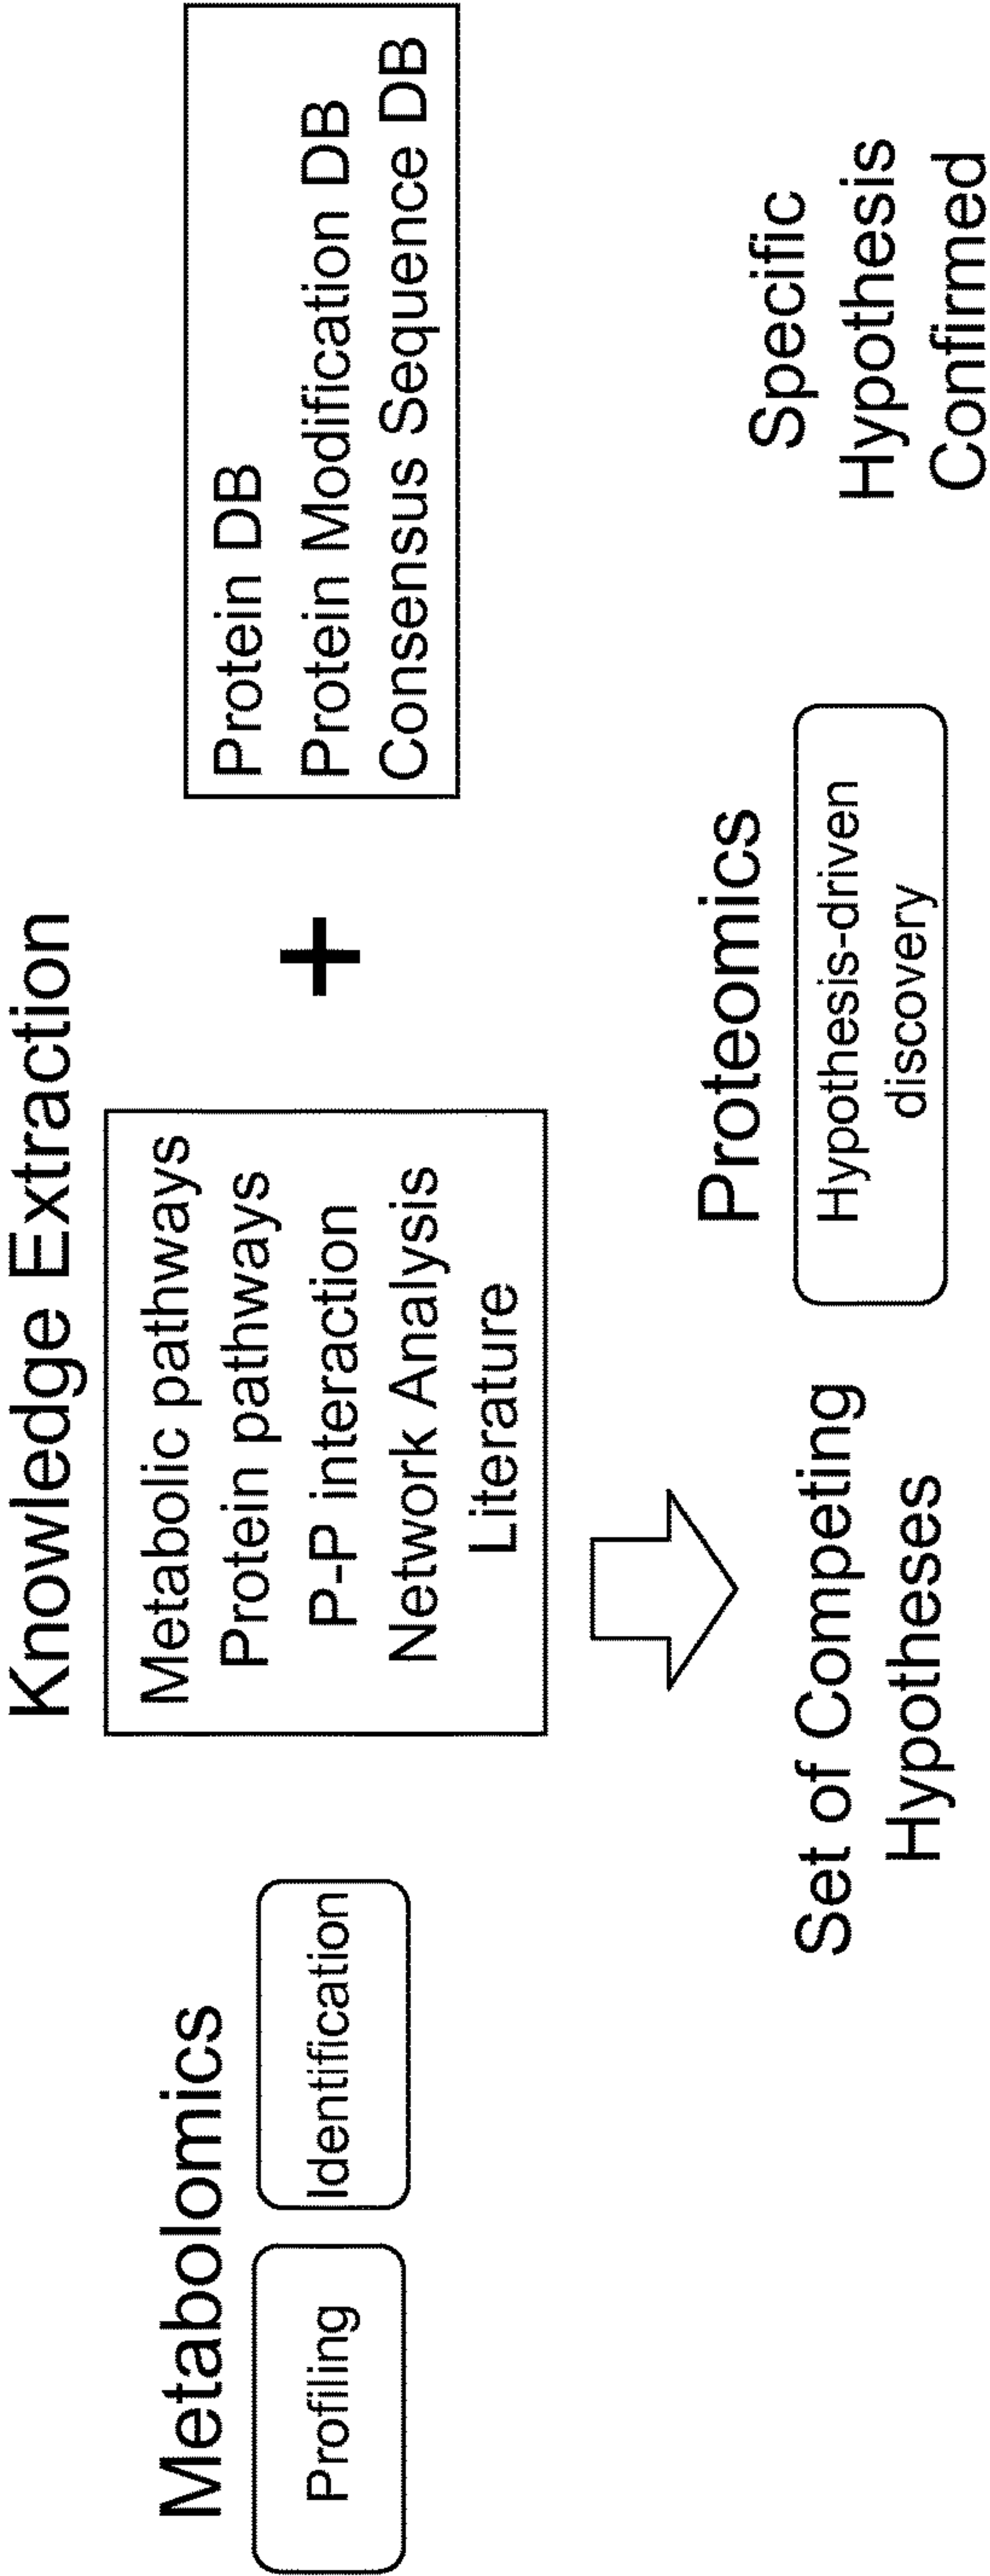 Knowledge Extraction
Metabolomics
Profiling
Identification
Metabolic pathways
Protein pathways
P-P interaction
Network Analysis
Literature
+
Protein DB
Protein Modification DB
Consensus Sequence DB
Set of Competing
Hypotheses
Proteomics
Hypothesis-driven
discovery
Specific
Hypothesis
Confirmed